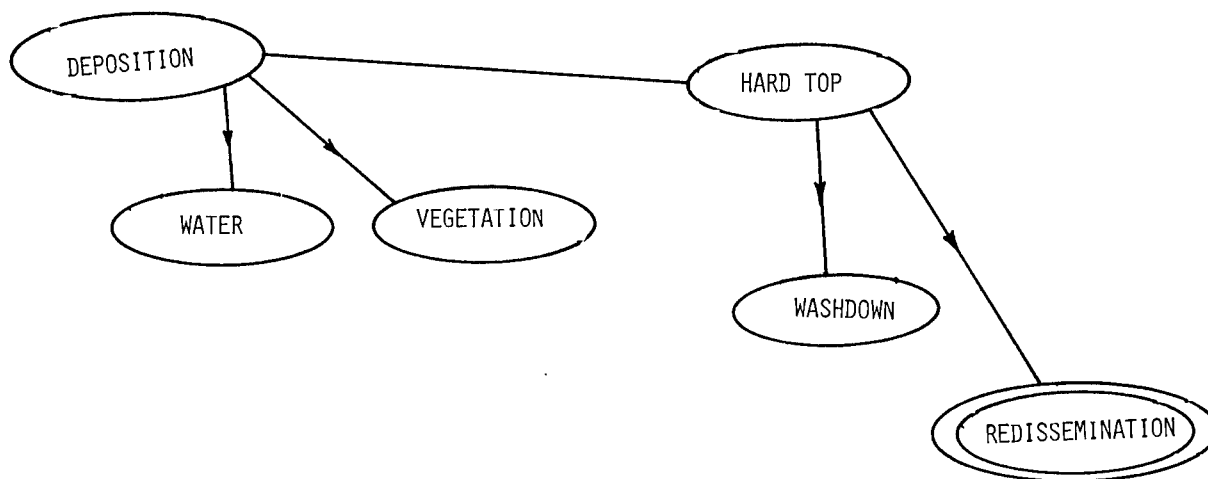 DEPOSITION
HARD TOP
WATER
VEGETATION
WASHDOWN
REDISSEMINATION